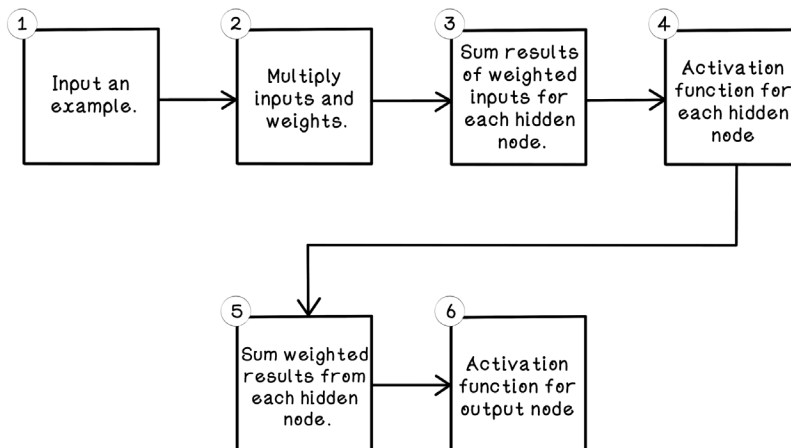 1
Input an
example.
2
Multiply
inputs and
weights.
3
Sum results
of weighted
inputs for
each hidden
node.
4
Activation
function for
each hidden
node
5
Sum weighted
results from
each hidden
node.
6
Activation
function for
output node